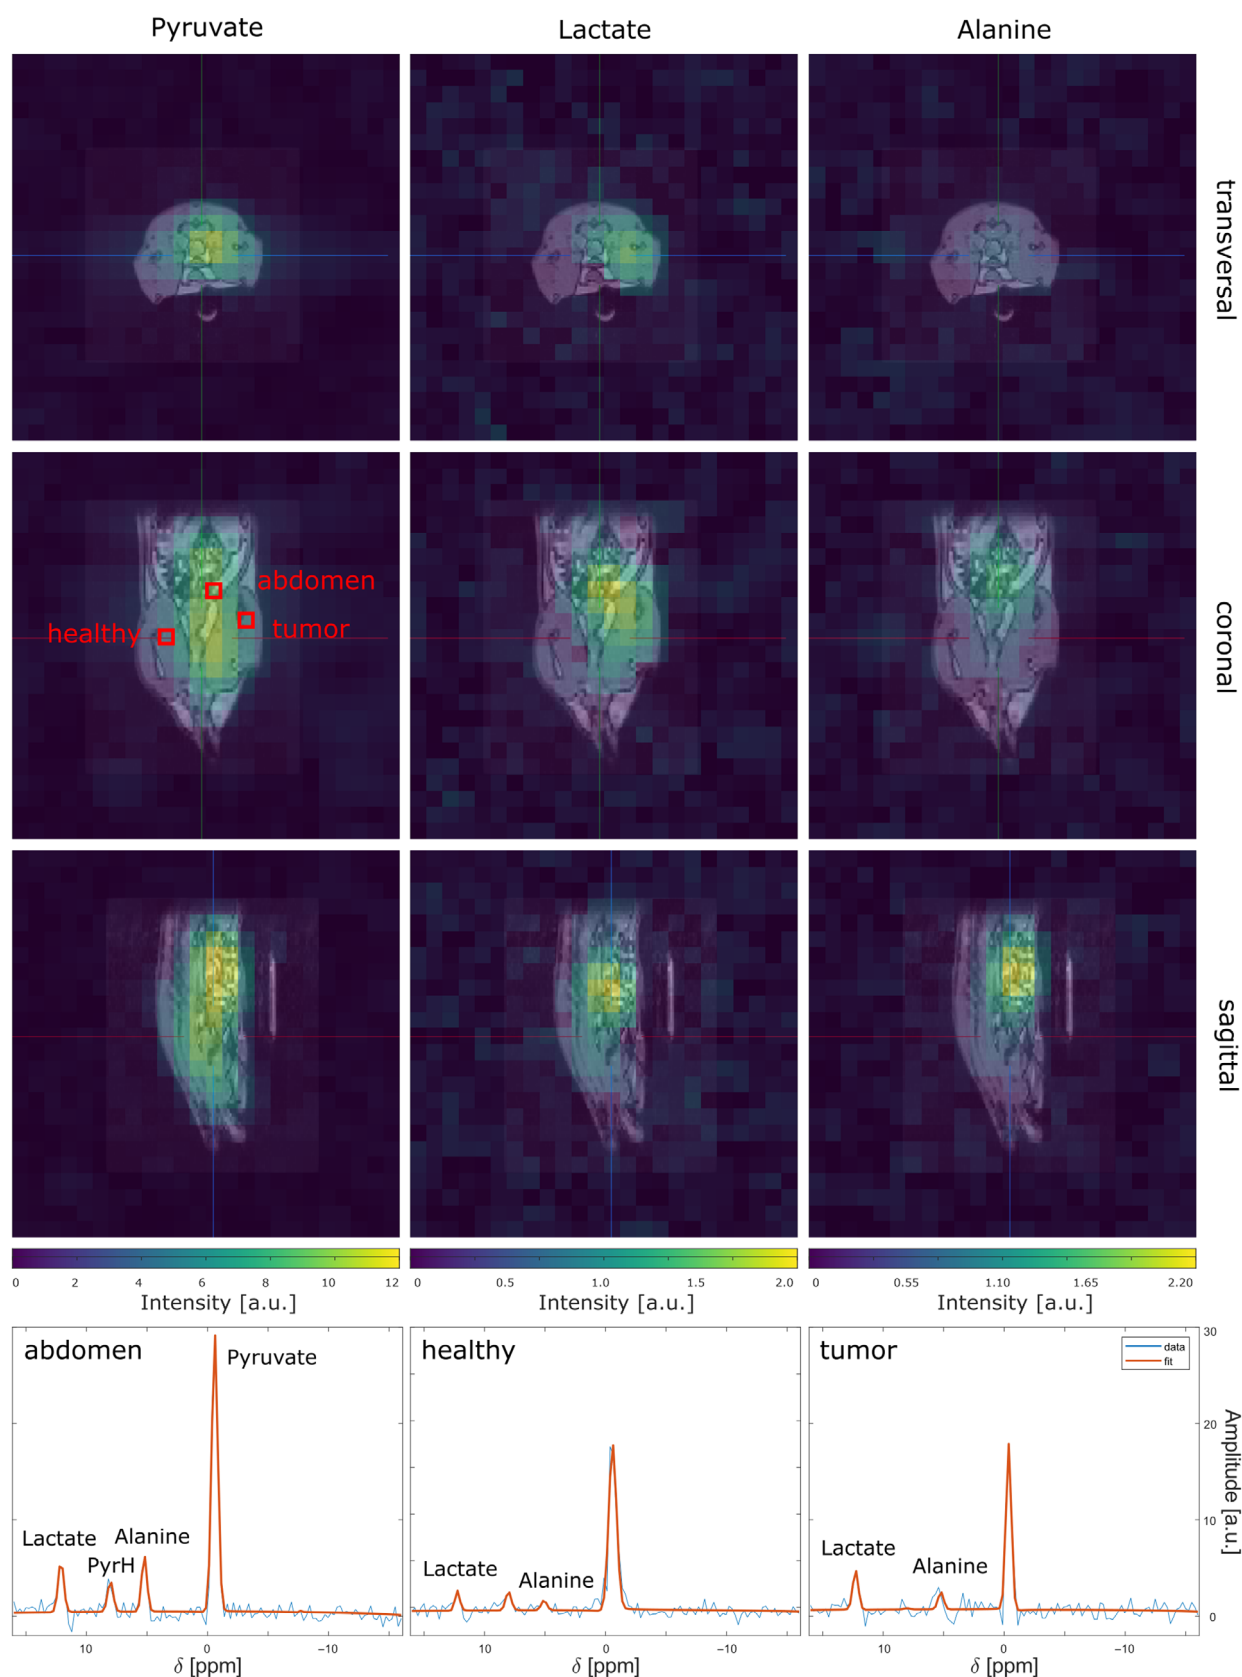 Pyruvate Lactate Alanine
transversal
abdomen
healthy
tumor
coronal
sagittal
0 2 4 6 8 10 12 0 0.5 1.0 1.5 2.0 0 0.55 1.10 1.65 2.20
Intensity [a.u.] Intensity [a.u.] Intensity [a.u.]
abdomen healthy tumor
Pyruvate
data
fit
Lactate Alanine
PyrH
Lactate Alanine
Lactate Alanine
30
20
10
0
Amplitude [a.u.]
10 0 −10 10 0 −10 10 0 −10
δ [ppm] δ [ppm] δ [ppm]